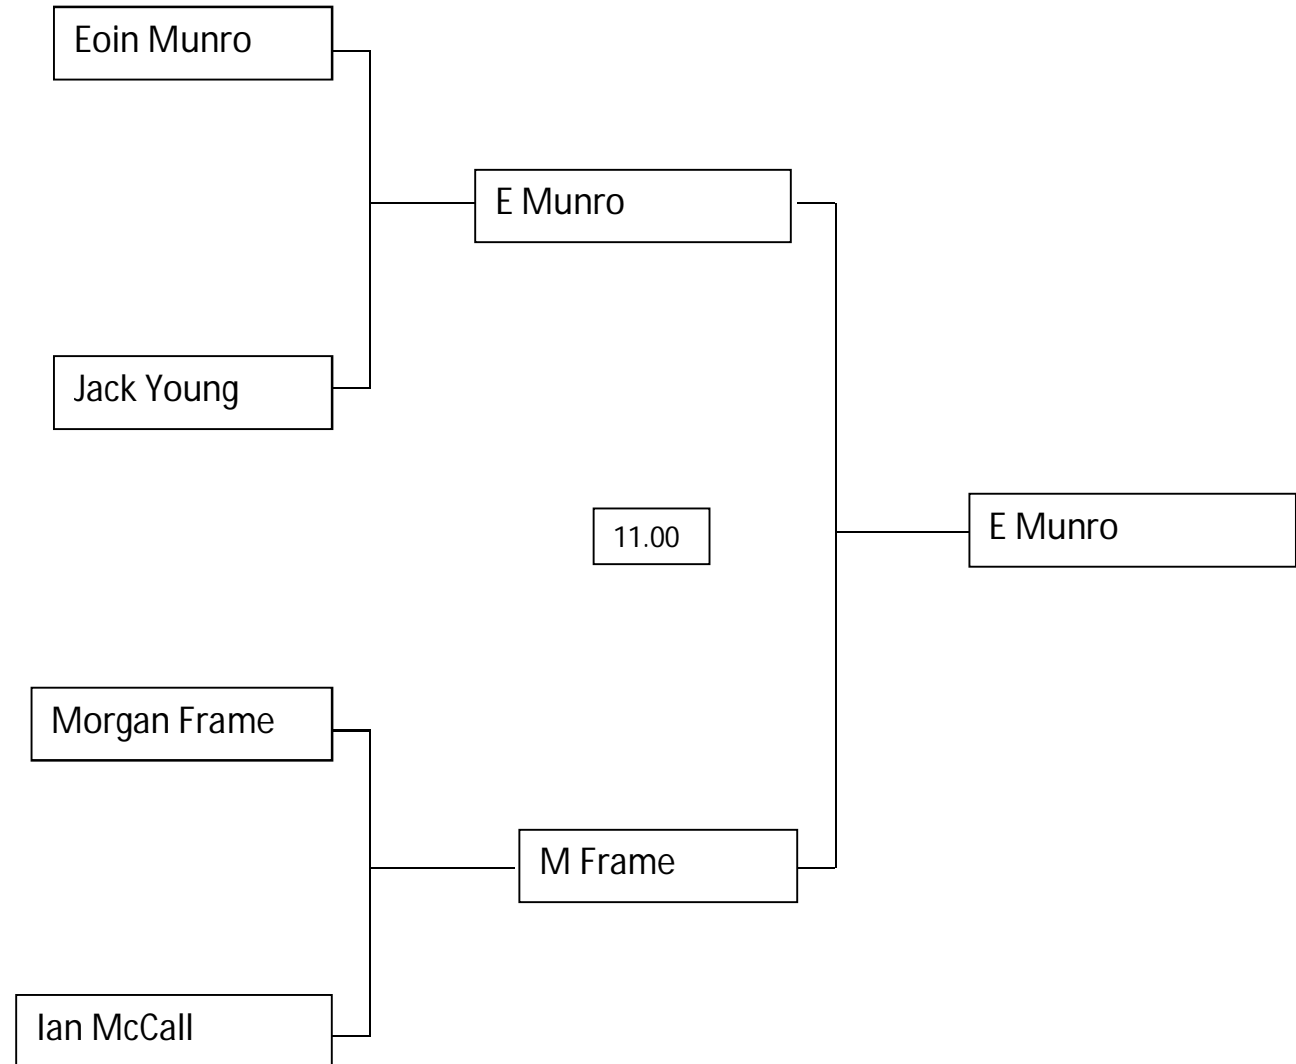 Eoin Munro
E Munro
Jack Young
11.00
E Munro
Morgan Frame
M Frame
Ian McCall